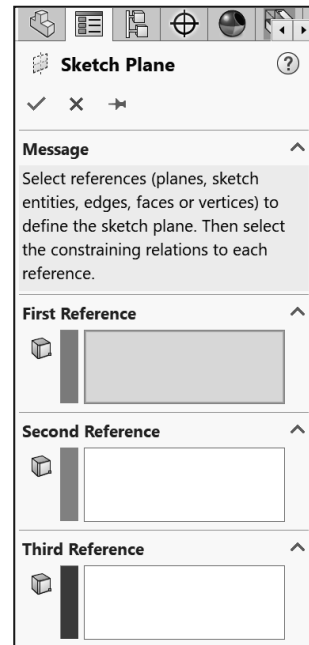 Sketch Plane
?
Message
Select references (planes, sketch
entities, edges, faces or vertices) to
define the sketch plane. Then select
the constraining relations to each
reference.
First Reference
Second Reference
Third Reference